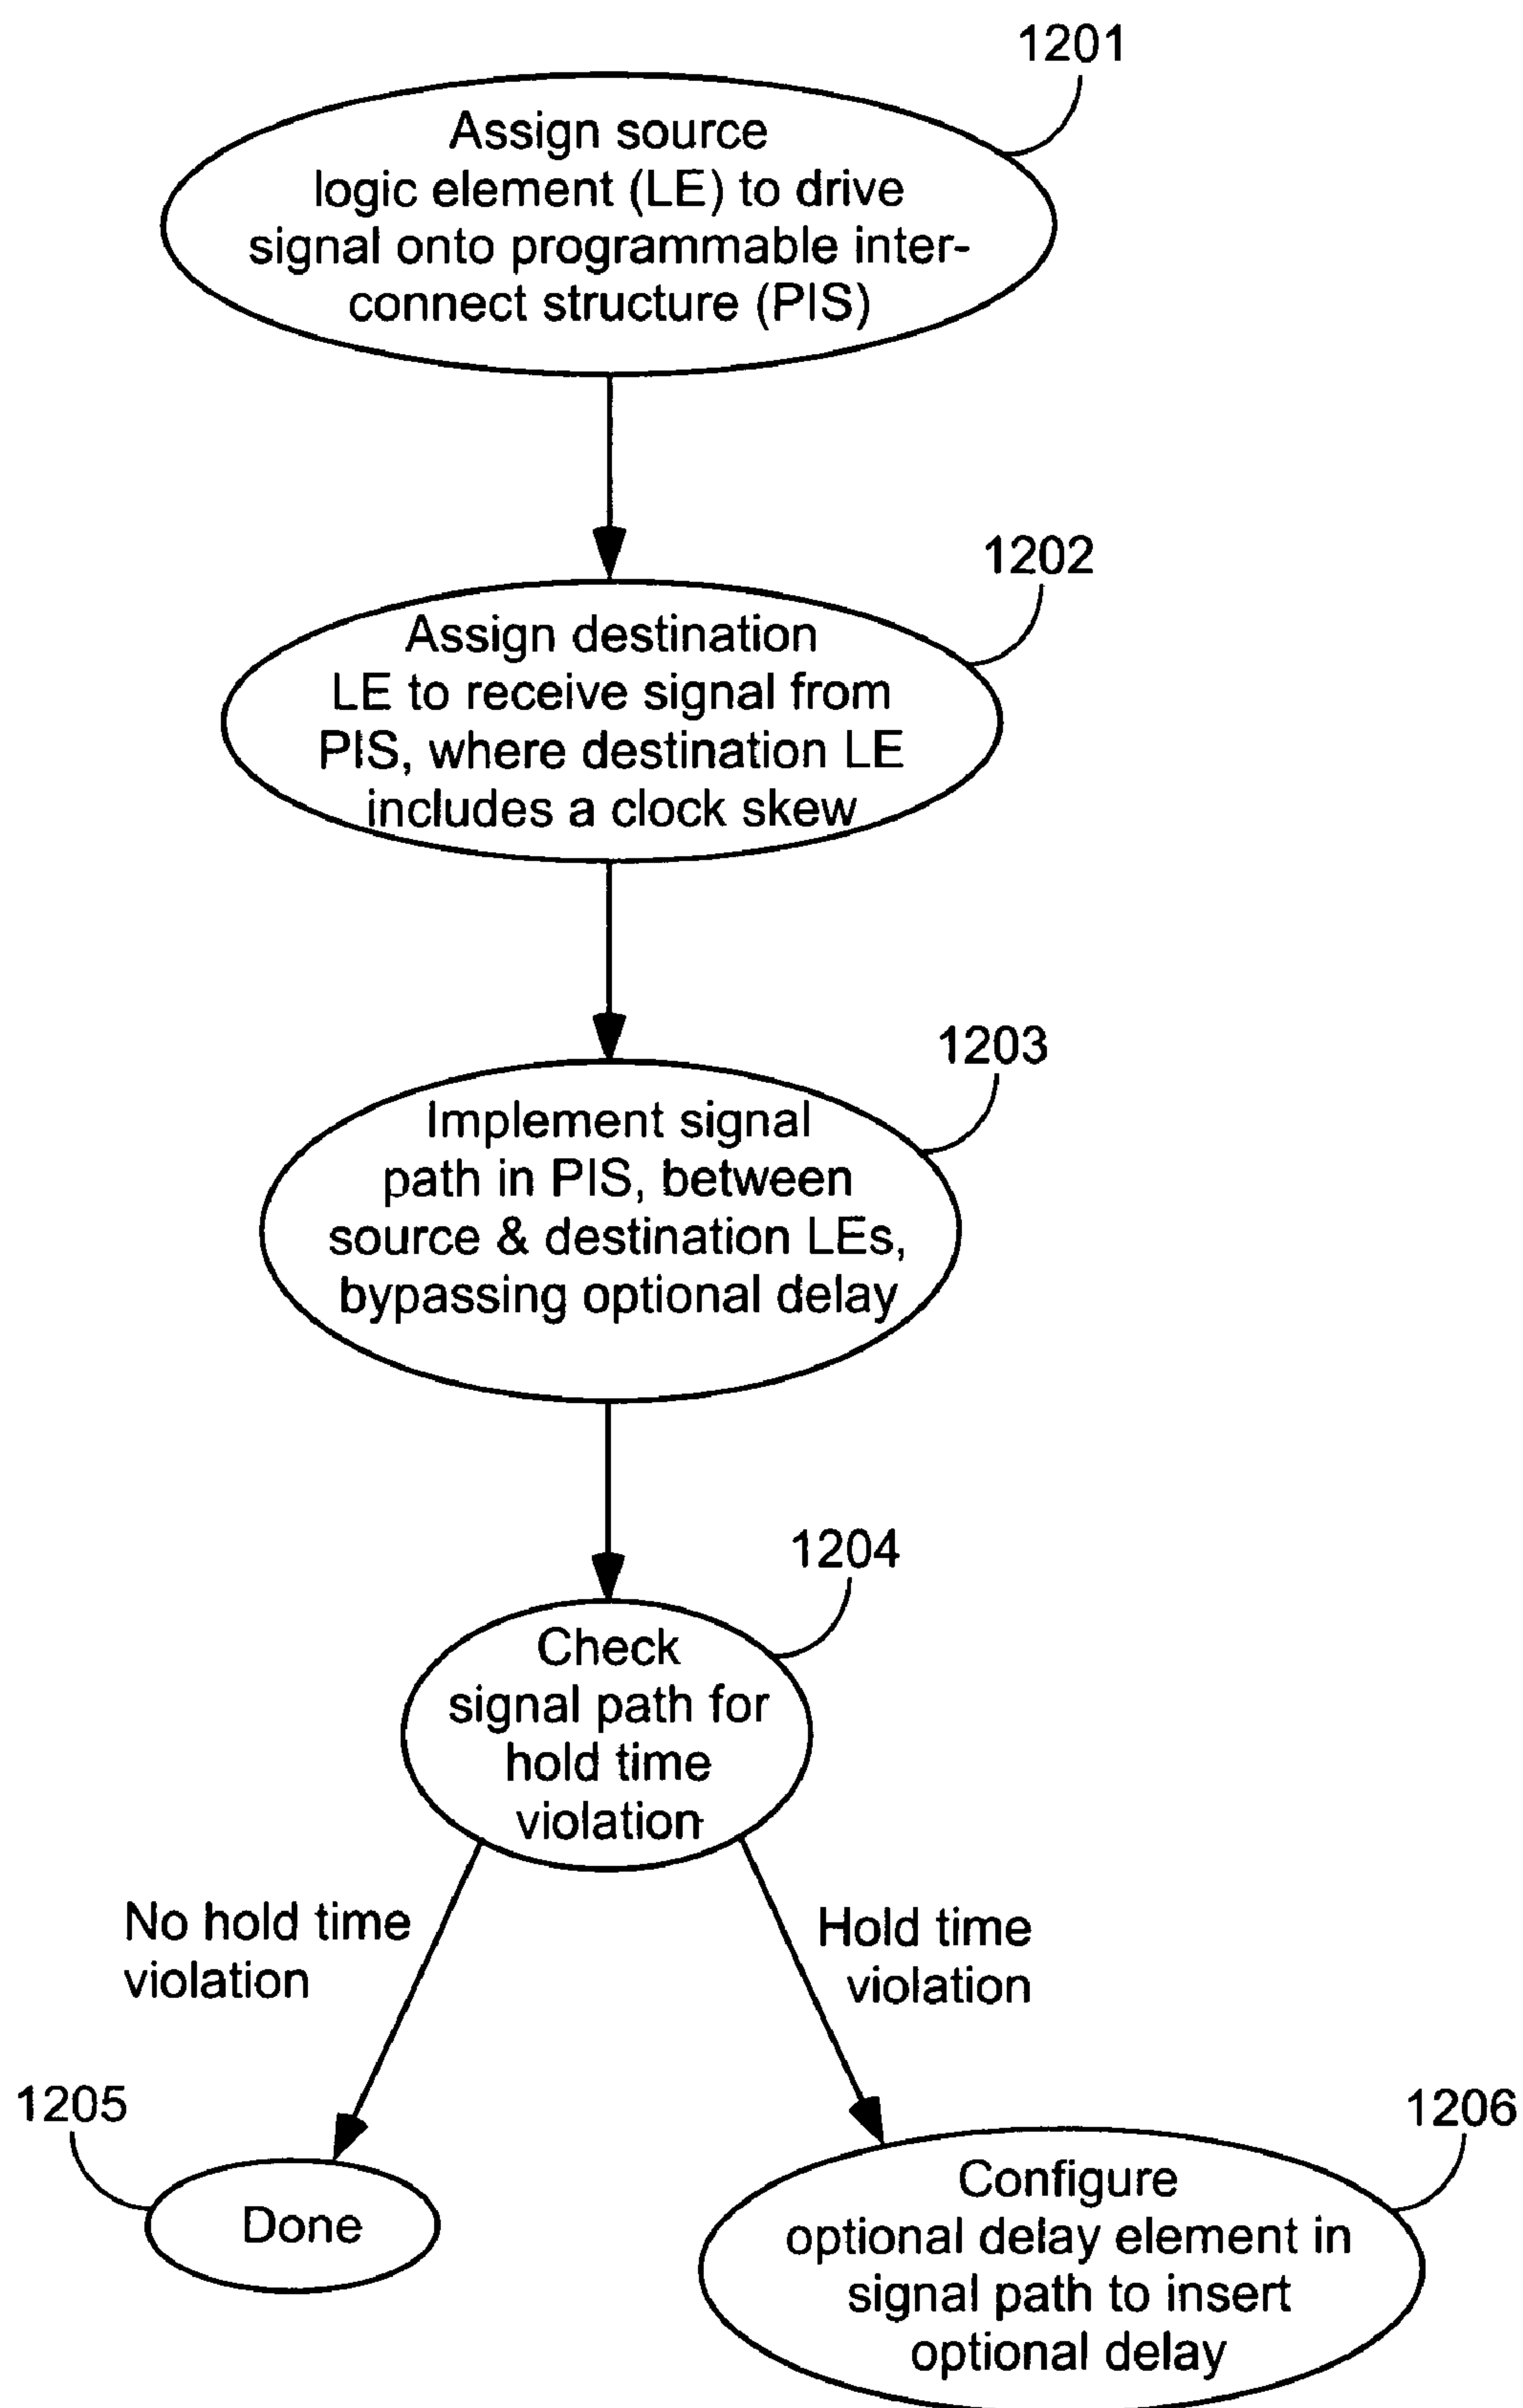 1201
Assign source
logic element (LE) to drive
signal onto programmable inter-
connect structure (PIS)
1202
Assign destination
LE to receive signal from
PIS, where destination LE
includes a clock skew
1203
Implement signal
path in PIS, between
source & destination LEs,
bypassing optional delay
1204
Check
signal path for
hold time
violation
No hold time
violation
Hold time
violation
1205
Done
1206
Configure
optional delay element in
signal path to insert
optional delay